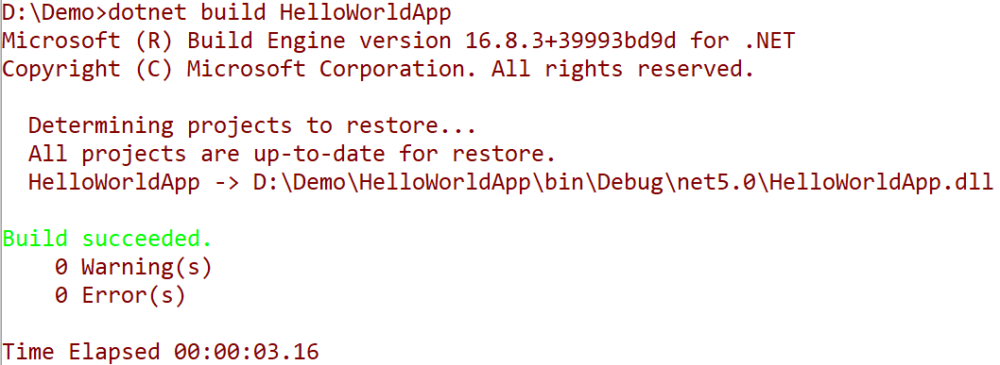 D:\Demo>dotnet build HelloWorldApp
Microsoft (R) Build Engine version 16.8.3+39993bd9d for .NET
Copyright (C) Microsoft Corporation. All rights reserved.
Determining projects to restore...
All projects are up-to-date for restore.
HelloWorldApp -> D:\Demo\HelloWorldApp\bin\Debug\net5.0\HelloWorldApp.dll
Build succeeded.
0 Warning(s)
0 Error(s)
Time Elapsed 00:00:03.16